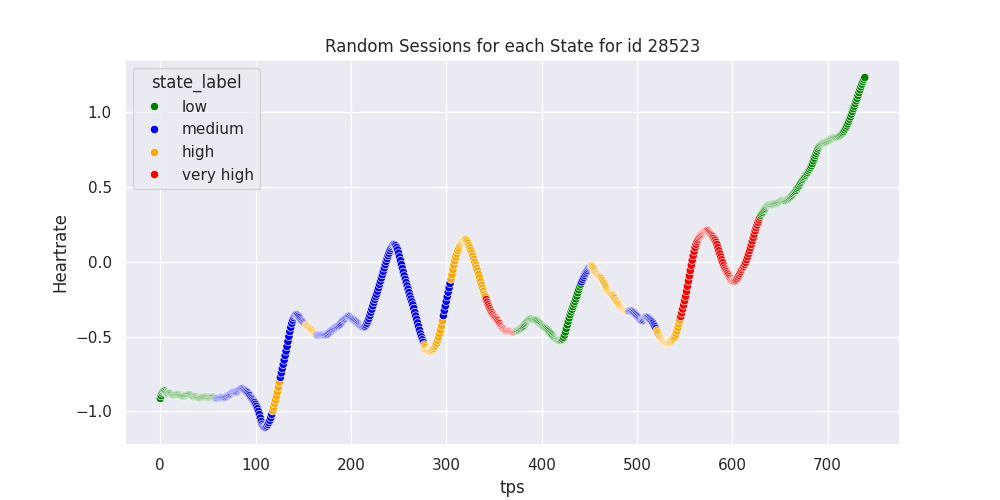 Random Sessions for each State for id 28523
state_label
low
medium
high
very high
1.0
0.5
0.0
−0.5
−1.0
Heartrate
0 100 200 300 400 500 600 700
tps